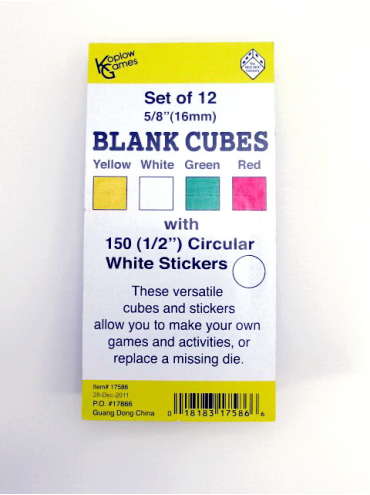 Koplow
Games
Set of 12
5/8"(16mm)
BLANK CUBES
Yellow White Green Red
with
150 (1/2") Circular
White Stickers
These versatile
cubes and stickers
allow you to make your own
games and activities, or
replace a missing die.
Item# 17586
28-Dec-2011
P.O. #17866
Guang Dong China
0 18183 17586 6